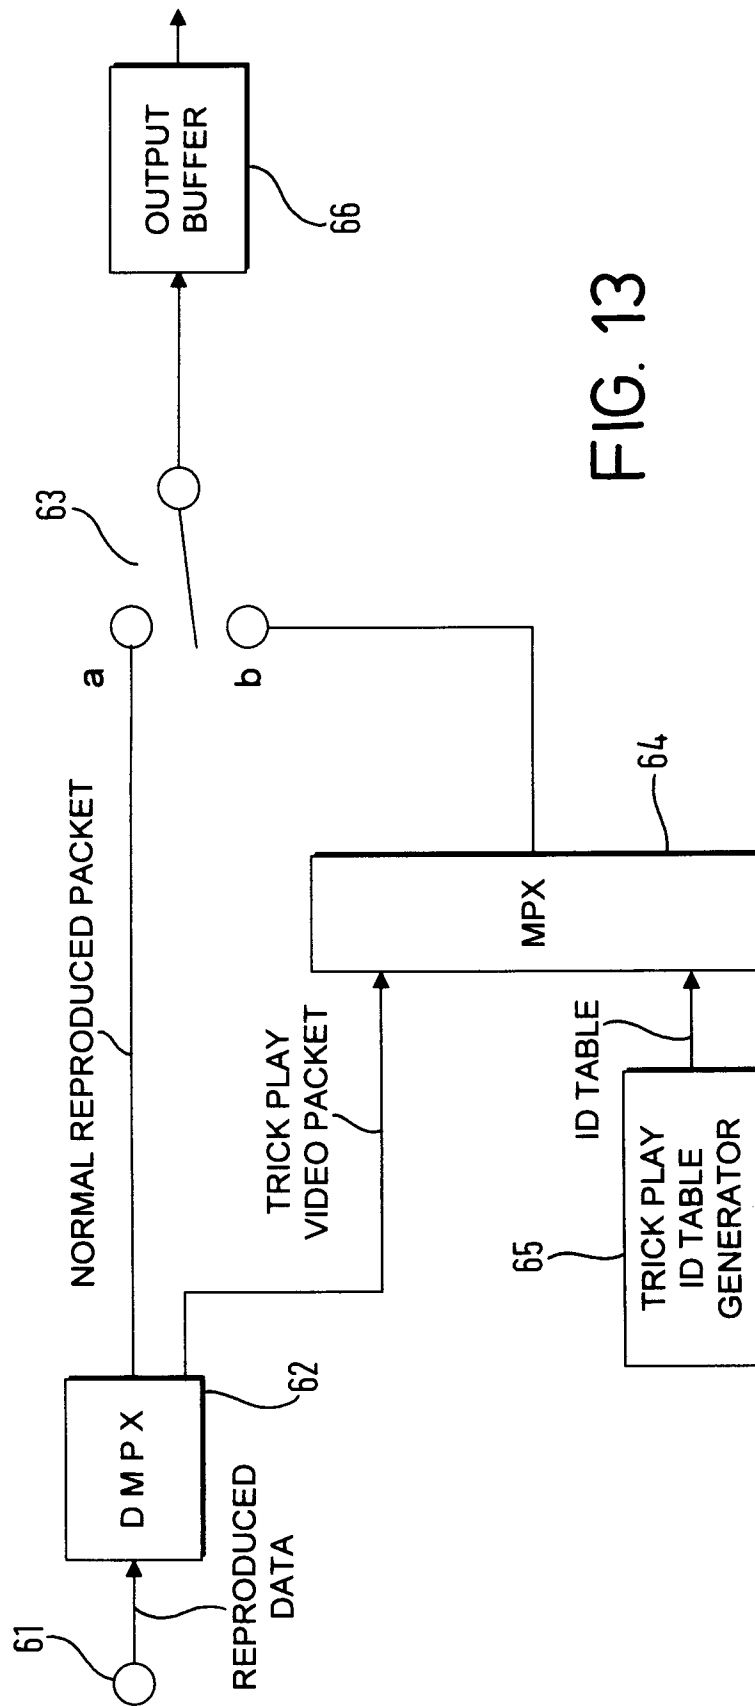 61
REPRODUCED
DATA
DMPX
62
NORMAL REPRODUCED PACKET
TRICK PLAY
VIDEO PACKET
65
TRICK PLAY
ID TABLE
GENERATOR
ID TABLE
MPX
64
a
b
63
OUTPUT
BUFFER
66
FIG. 13